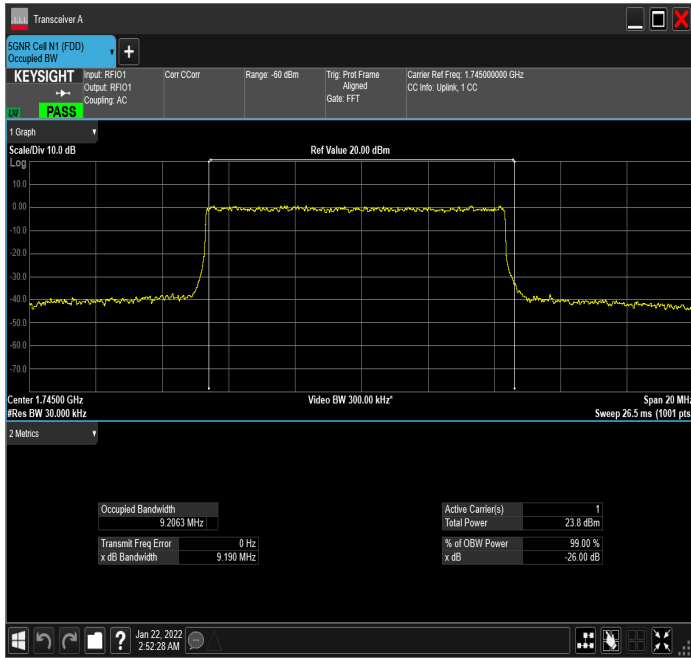 Transceiver A
5GNR Cell N1 (FDD)
Occupied BW
KEYSIGHT
LXI
PASS
Input: RFIO1
Output: RFIO1
Coupling: AC
Corr CCorr
Range: -60 dBm
Trig: Prot Frame
Aligned
Gate: FFT
Carrier Ref Freq: 1.745000000 GHz
CC Info: Uplink, 1 CC
1 Graph
Scale/Div 10.0 dB
Ref Value 20.00 dBm
Log
10.0
0.00
-10.0
-20.0
-30.0
-40.0
-50.0
-60.0
-70.0
Center 1.74500 GHz
Video BW 300.00 kHz*
Span 20 MHz
#Res BW 30.000 kHz
Sweep 26.5 ms (1001 pts
2 Metrics
Occupied Bandwidth
9.2063 MHz
Transmit Freq Error 0 Hz
x dB Bandwidth 9.190 MHz
Active Carrier(s) 1
Total Power 23.8 dBm
% of OBW Power 99.00 %
x dB -26.00 dB
?
Jan 22, 2022
2:52:28 AM